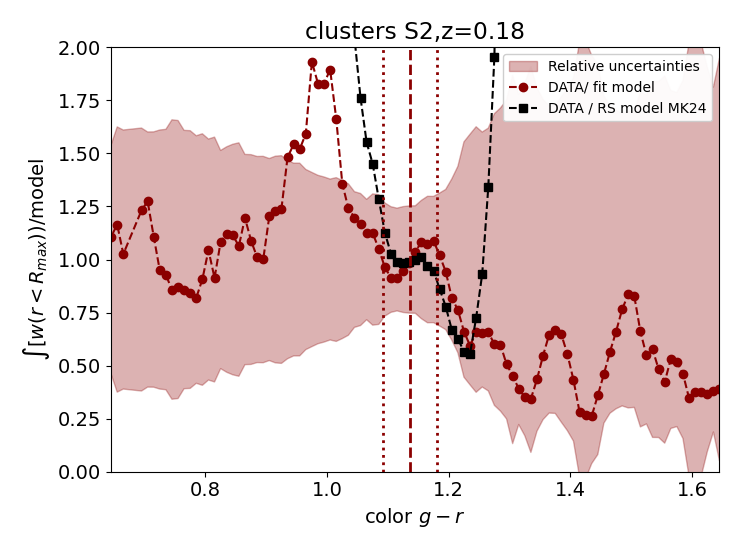 clusters S2,z=0.18
∫[w(r < R_max))/model
2.00
1.75
1.50
1.25
1.00
0.75
0.50
0.25
0.00
Relative uncertainties
DATA/ fit model
DATA / RS model MK24
0.8 1.0 1.2 1.4 1.6
color g − r